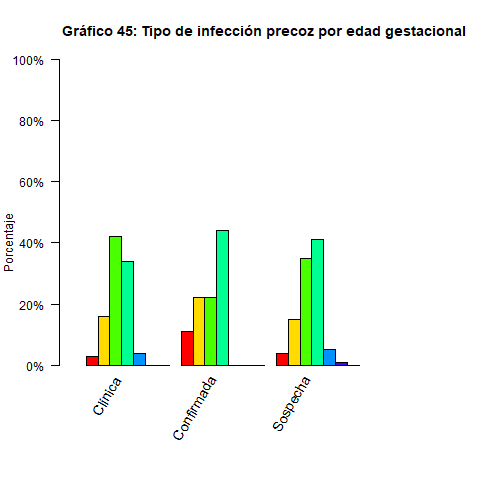 Gráfico 45: Tipo de infección precoz por edad gestacional
100%
80%
60%
40%
20%
0%
Porcentaje
Clínica
Confirmada
Sospecha